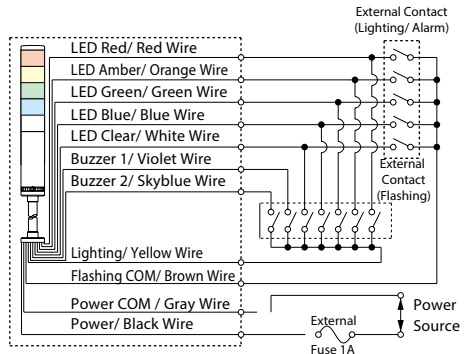 External Contact
(Lighting/ Alarm)
LED Red/ Red Wire
LED Amber/ Orange Wire
LED Green/ Green Wire
LED Blue/ Blue Wire
LED Clear/ White Wire
Buzzer 1/ Violet Wire
Buzzer 2/ Skyblue Wire
External
Contact
(Flashing)
Lighting/ Yellow Wire
Flashing COM/ Brown Wire
Power COM / Gray Wire
Power/ Black Wire
External
Fuse 1A
Power
Source